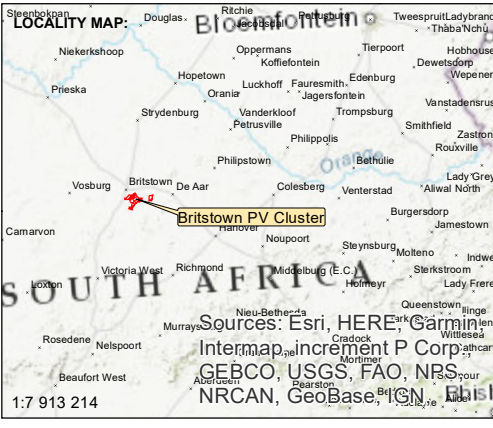 Steenbokpan
LOCALITY MAP:
Douglas
Ritchie
Jacobsdal
Petrusburg
Bloemfontein
Tweespruit
Ladybrand
Thaba'Nchu
Niekerkshoop
Oppermans
Koffiefontein
Tierpoort
Hobhouse
Dewetsdorp
Wepener
Prieska
Hopetown
Orania
Luckhoff
Fauresmith
Edenburg
Jagersfontein
Vanstadensrus
Strydenburg
Vanderkloof
Petrusville
Trompsburg
Smithfield
Zastron
Philippolis
Rouxville
Orange
Philipstown
Bethulie
Lady Grey
Vosburg
Britstown
De Aar
Colesberg
Venterstad
Aliwal North
Britstown PV Cluster
Burgersdorp
Jamestown
Carnarvon
Hanover
Noupoort
Steynsburg
Molteno
Indwe
Loxton
Victoria West
Richmond
Middelburg (E.C.)
Hofmeyr
Sterkstroom
Lady Frere
SOUTH AFRICA
Nieu-Bethesda
Queenstown
Ilinge
Murraysburg
Cradock
Wittlesea
Rosedene
Nelspoort
Mortimer
Cathcart
Sources: Esri, HERE, Garmin,
Intermap, increment P Corp.,
GEBCO, USGS, FAO, NPS,
NRCAN, GeoBase, IGN,
Beaufort West
Aberdeen
Pearston
Seymour
Alice
Bhish
1:7 913 214